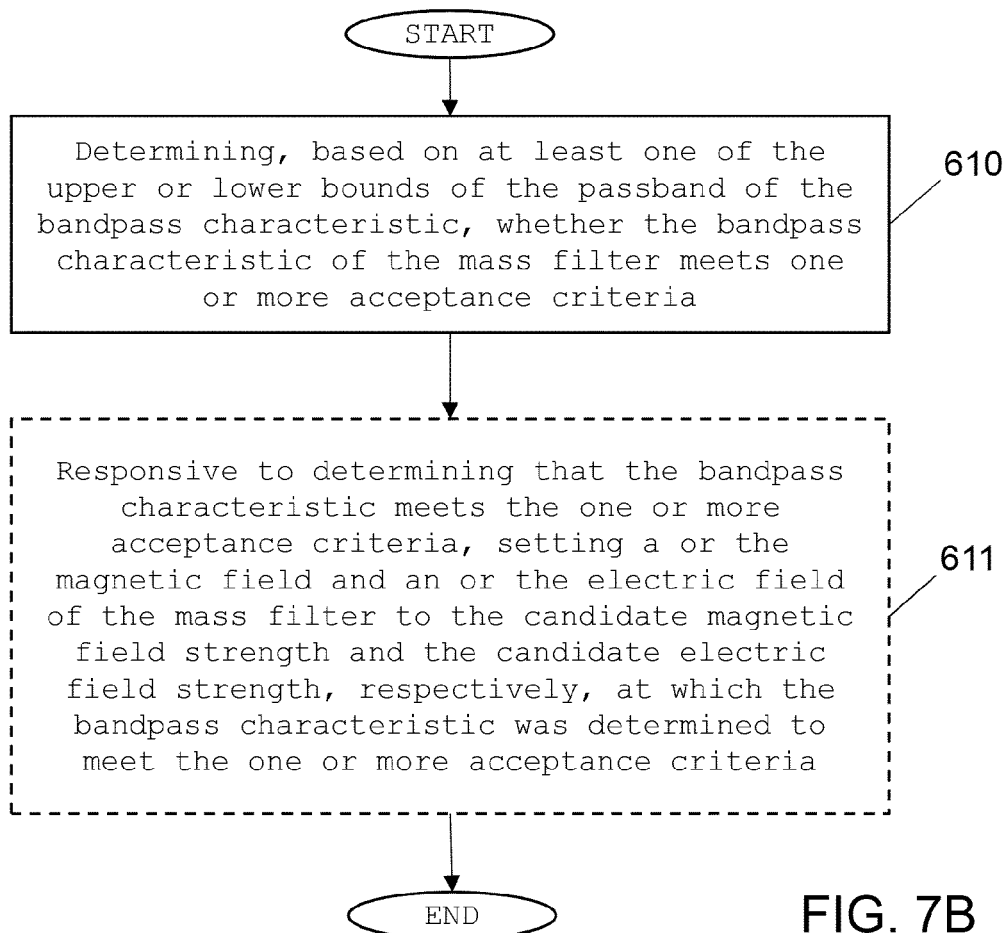 START
Determining, based on at least one of the
upper or lower bounds of the passband of the
bandpass characteristic, whether the bandpass
characteristic of the mass filter meets one
or more acceptance criteria
610
Responsive to determining that the bandpass
characteristic meets the one or more
acceptance criteria, setting a or the
magnetic field and an or the electric field
of the mass filter to the candidate magnetic
field strength and the candidate electric
field strength, respectively, at which the
bandpass characteristic was determined to
meet the one or more acceptance criteria
611
END
FIG. 7B